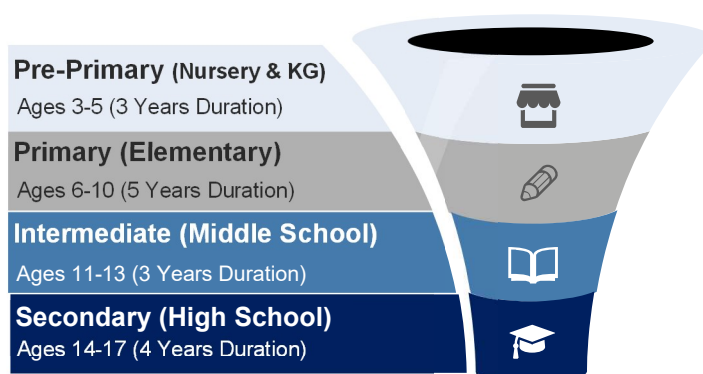 Pre-Primary (Nursery & KG)
Ages 3-5 (3 Years Duration)
Primary (Elementary)
Ages 6-10 (5 Years Duration)
Intermediate (Middle School)
Ages 11-13 (3 Years Duration)
Secondary (High School)
Ages 14-17 (4 Years Duration)